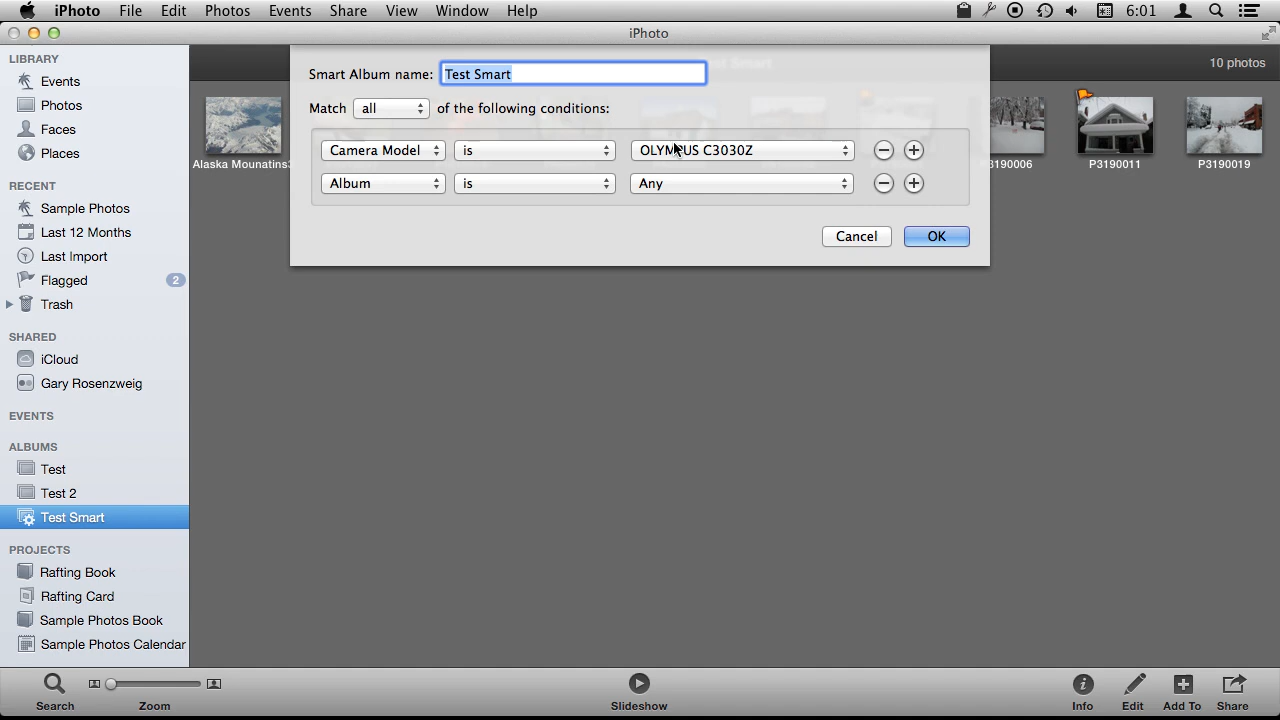 iPhoto File Edit Photos Events Share View Window Help 6:01
iPhoto
LIBRARY
Events
Photos
Faces
Places
RECENT
Sample Photos
Last 12 Months
Last Import
Flagged 2
Trash
SHARED
iCloud
Gary Rosenzweig
EVENTS
ALBUMS
Test
Test 2
Test Smart
PROJECTS
Rafting Book
Rafting Card
Sample Photos Book
Sample Photos Calendar
Smart Album name: Test Smart
Match all of the following conditions:
Camera Model is OLYMPUS C3030Z
Album is Any
Cancel OK
Smart
10 photos
Alaska Mounatins
P3190006
P3190011
P3190019
Search
Zoom
Slideshow
Info
Edit
Add To
Share